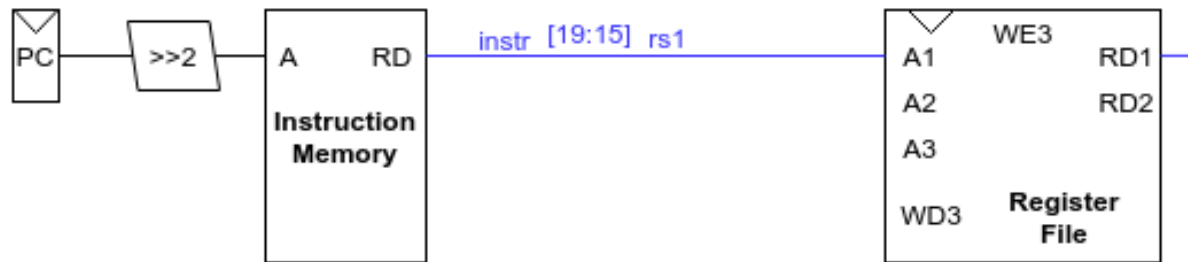 PC
>>2
A
RD
Instruction
Memory
instr [19:15] rs1
A1
A2
A3
WD3
WE3
RD1
RD2
Register
File